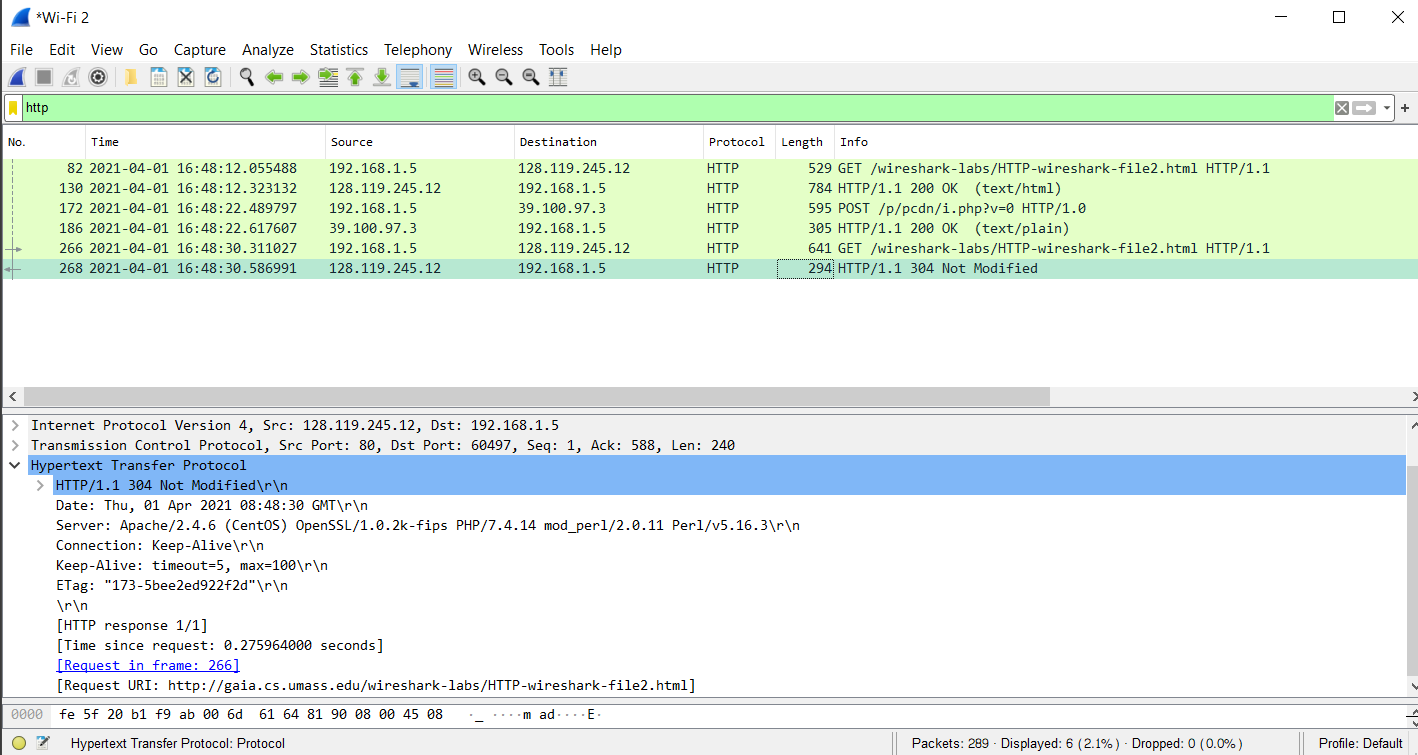 *Wi-Fi 2
File Edit View Go Capture Analyze Statistics Telephony Wireless Tools Help
http
No. Time Source Destination Protocol Length Info
82 2021-04-01 16:48:12.055488 192.168.1.5 128.119.245.12 HTTP 529 GET /wireshark-labs/HTTP-wireshark-file2.html HTTP/1.1
130 2021-04-01 16:48:12.323132 128.119.245.12 192.168.1.5 HTTP 784 HTTP/1.1 200 OK (text/html)
172 2021-04-01 16:48:22.489797 192.168.1.5 39.100.97.3 HTTP 595 POST /p/pcdn/i.php?v=0 HTTP/1.0
186 2021-04-01 16:48:22.617607 39.100.97.3 192.168.1.5 HTTP 305 HTTP/1.1 200 OK (text/plain)
266 2021-04-01 16:48:30.311027 192.168.1.5 128.119.245.12 HTTP 641 GET /wireshark-labs/HTTP-wireshark-file2.html HTTP/1.1
268 2021-04-01 16:48:30.586991 128.119.245.12 192.168.1.5 HTTP 294 HTTP/1.1 304 Not Modified
Internet Protocol Version 4, Src: 128.119.245.12, Dst: 192.168.1.5
Transmission Control Protocol, Src Port: 80, Dst Port: 60497, Seq: 1, Ack: 588, Len: 240
Hypertext Transfer Protocol
HTTP/1.1 304 Not Modified\r\n
Date: Thu, 01 Apr 2021 08:48:30 GMT\r\n
Server: Apache/2.4.6 (CentOS) OpenSSL/1.0.2k-fips PHP/7.4.14 mod_perl/2.0.11 Perl/v5.16.3\r\n
Connection: Keep-Alive\r\n
Keep-Alive: timeout=5, max=100\r\n
ETag: "173-5bee2ed922f2d"\r\n
\r\n
[HTTP response 1/1]
[Time since request: 0.275964000 seconds]
[Request in frame: 266]
[Request URI: http://gaia.cs.umass.edu/wireshark-labs/HTTP-wireshark-file2.html]
0000 fe 5f 20 b1 f9 ab 00 6d 61 64 81 90 08 00 45 08 ·_ ····m ad····E·
Hypertext Transfer Protocol: Protocol Packets: 289 · Displayed: 6 (2.1%) · Dropped: 0 (0.0%) Profile: Default